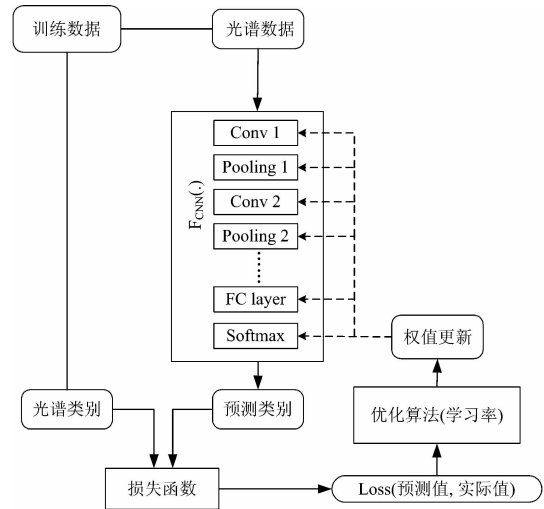 训练数据
光谱数据
F_CNN(.)
Conv 1
Pooling 1
Conv 2
Pooling 2
FC layer
Softmax
权值更新
光谱类别
预测类别
优化算法(学习率)
损失函数
Loss(预测值, 实际值)